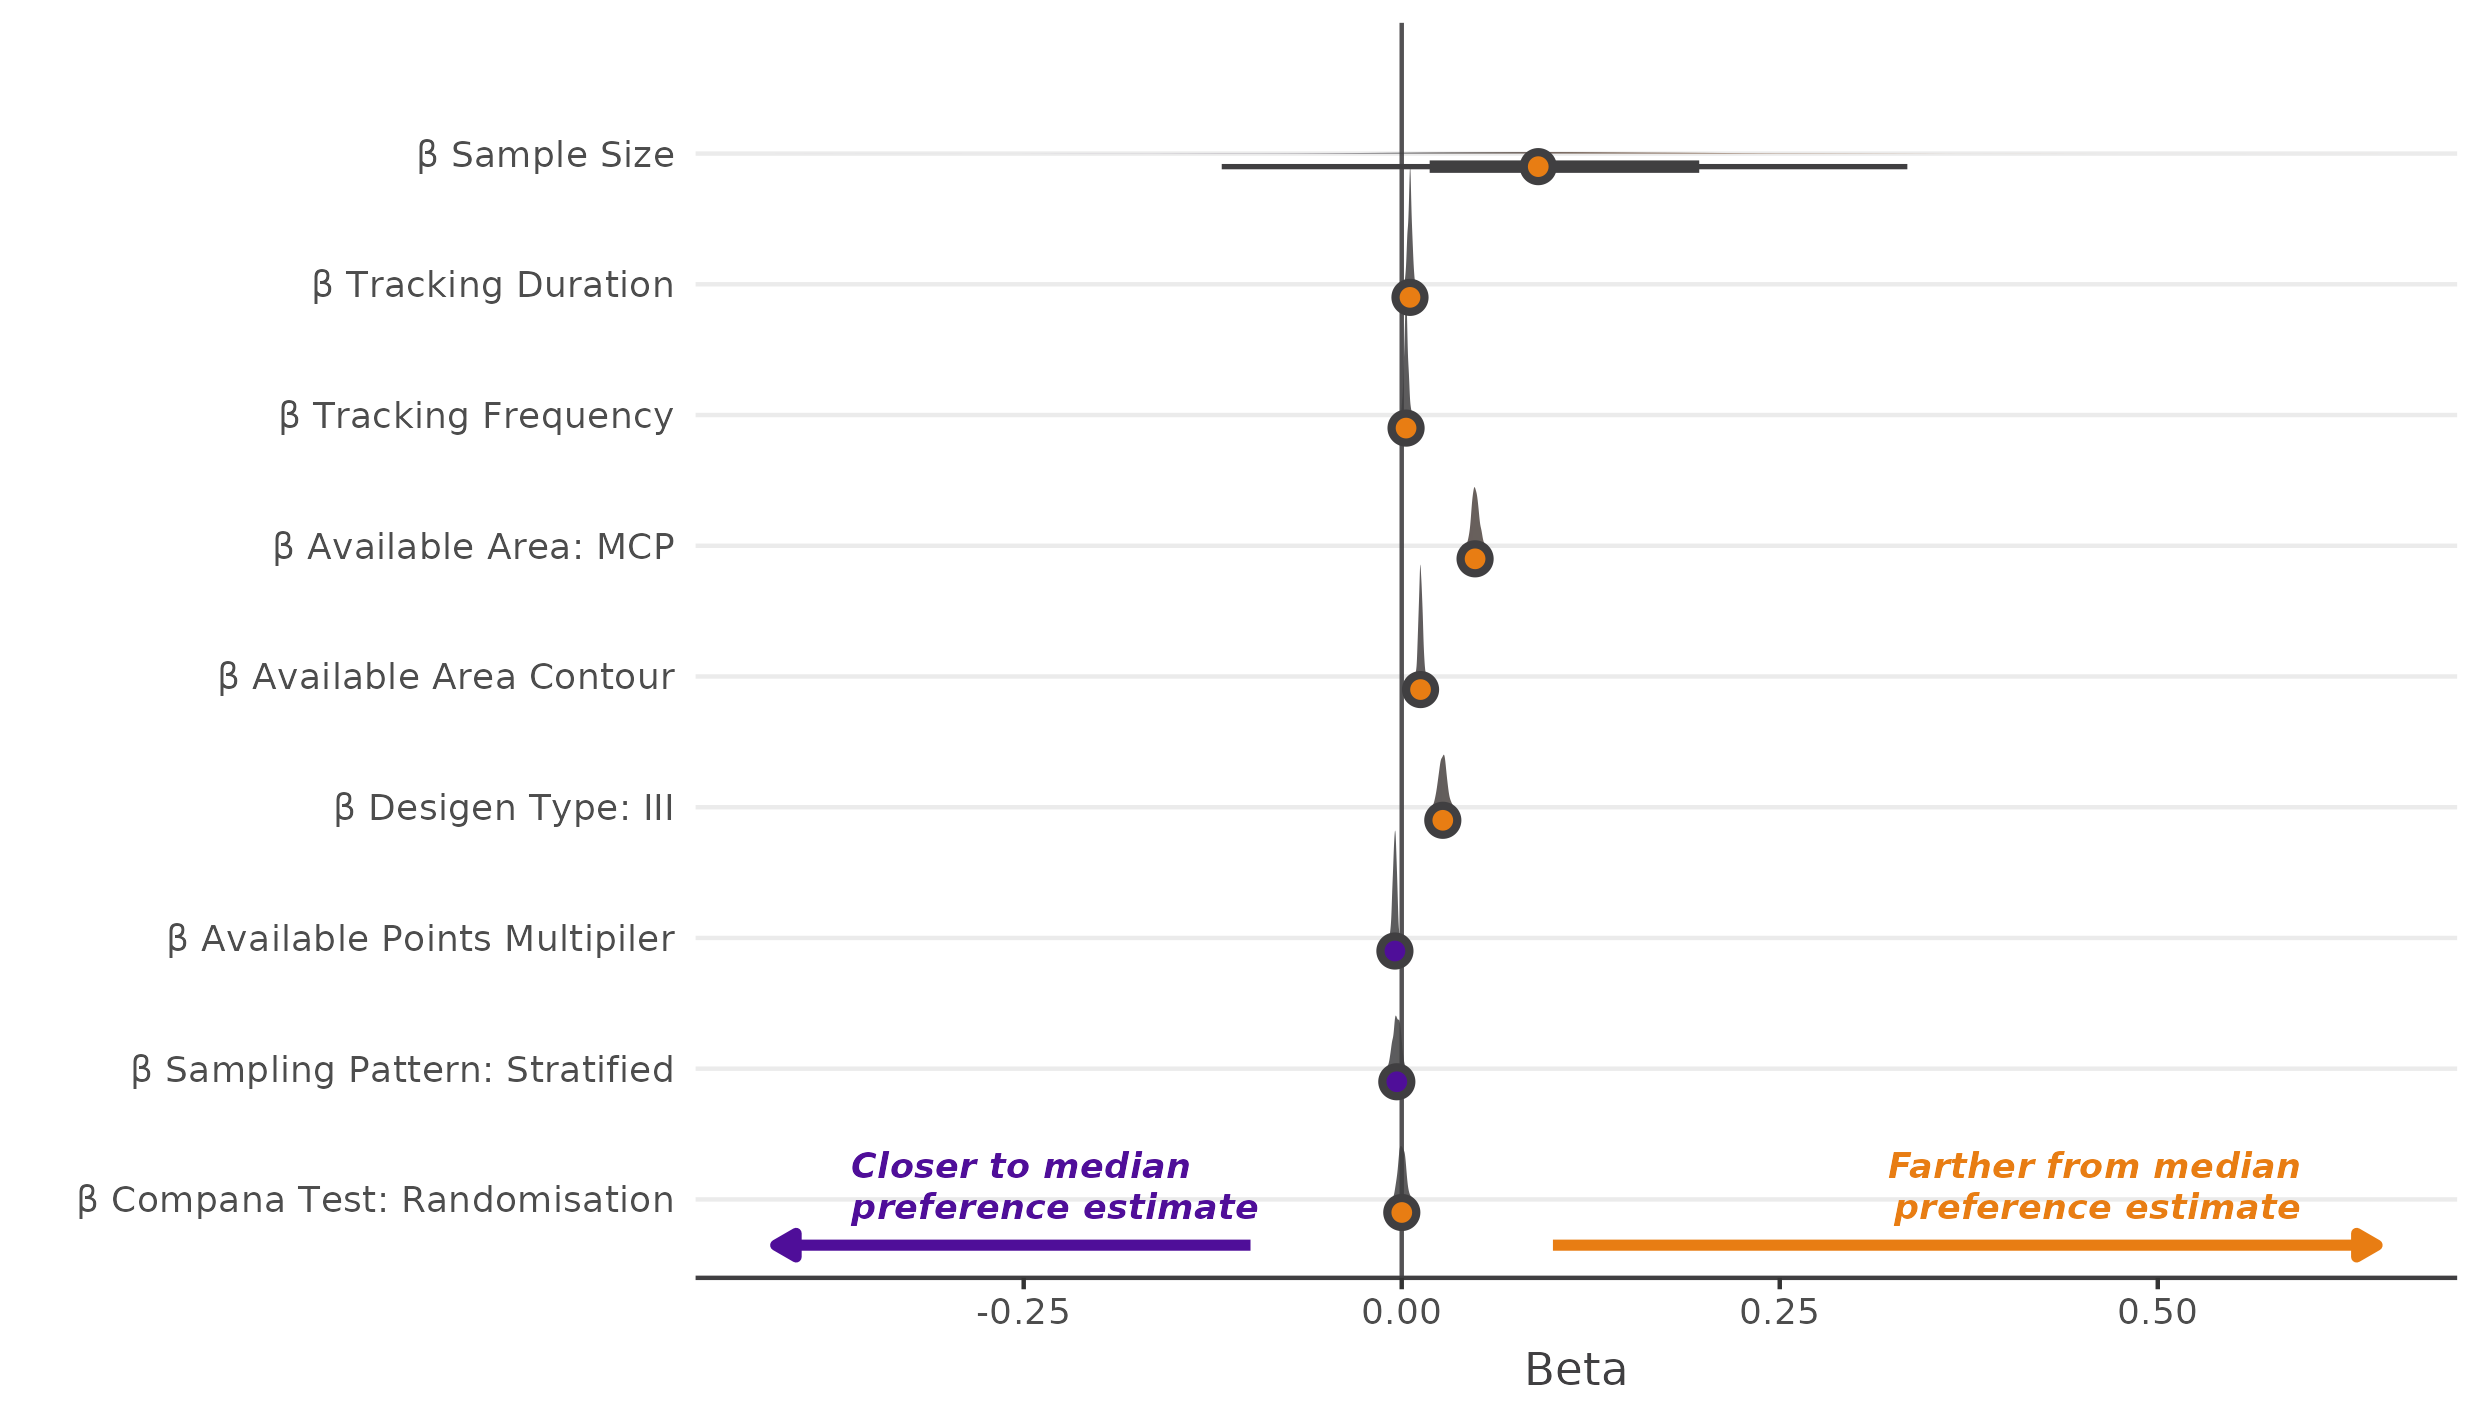 β Sample Size
β Tracking Duration
β Tracking Frequency
β Available Area: MCP
β Available Area Contour
β Desigen Type: III
β Available Points Multipiler
β Sampling Pattern: Stratified
β Compana Test: Randomisation
Closer to median
preference estimate
Farther from median
preference estimate
-0.25
0.00
0.25
0.50
Beta